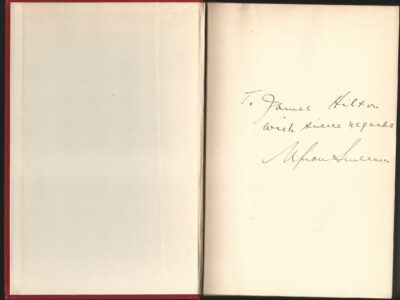 To James Hilton
with sincere regards
Upton Sinclair